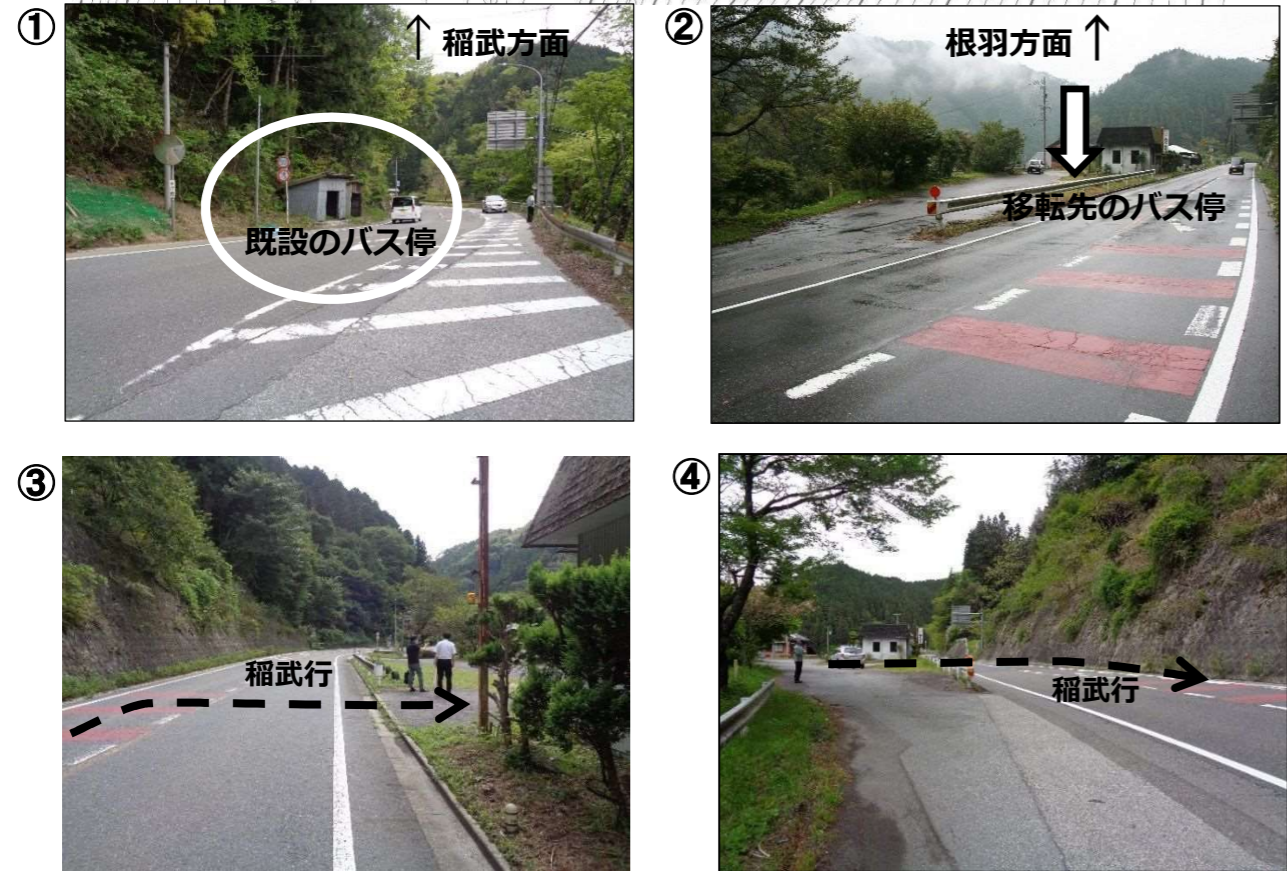 ①
↑ 稲武方面
既設のバス停
②
根羽方面 ↑
移転先のバス停
③
稲武行
④
稲武行